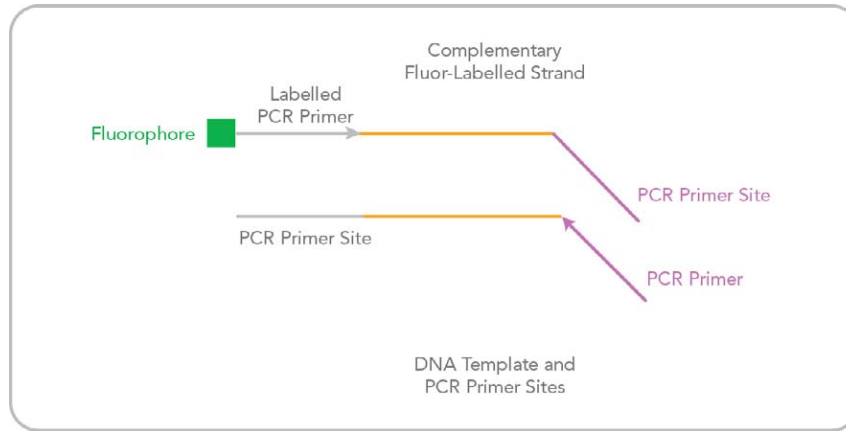 Complementary
Fluor-Labelled Strand
Labelled
PCR Primer
Fluorophore
PCR Primer Site
PCR Primer Site
PCR Primer
DNA Template and
PCR Primer Sites